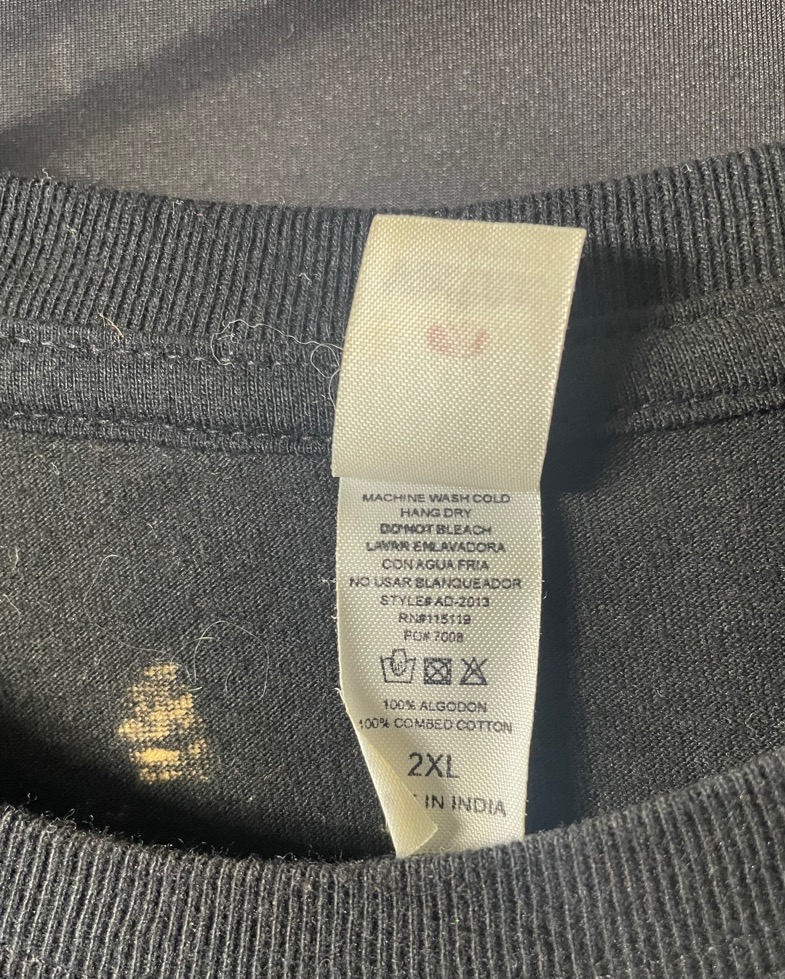 MACHINE WASH COLD
HANG DRY
DO NOT BLEACH
LAVAR EN LAVADORA
CON AGUA FRIA
NO USAR BLANQUEADOR
STYLE# AD-2013
RN#115119
PO# 7008
100% ALGODON
100% COMBED COTTON
2XL
IN INDIA